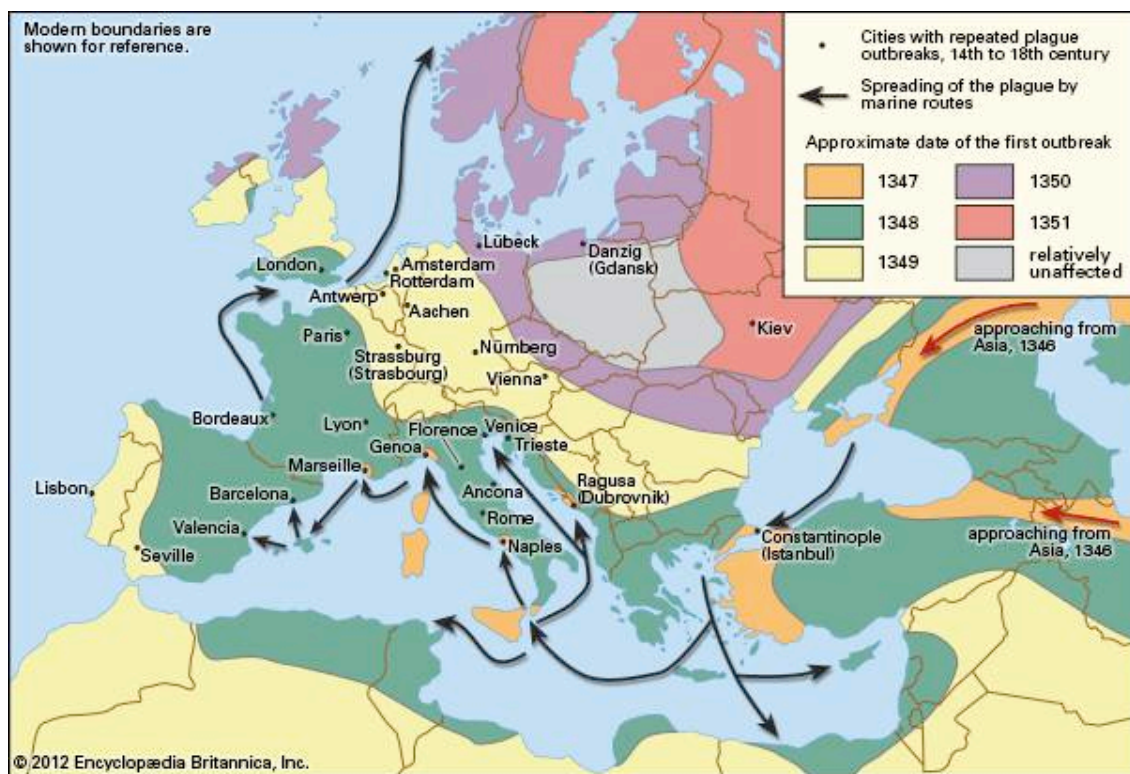 Modern boundaries are
shown for reference.
Cities with repeated plague
outbreaks, 14th to 18th century
Spreading of the plague by
marine routes
Approximate date of the first outbreak
1347
1350
1348
1351
1349
relatively
unaffected
Lübeck
Danzig
(Gdansk)
London
Amsterdam
Rotterdam
Antwerp
Aachen
Kiev
approaching from
Asia, 1346
Paris
Strassburg
(Strasbourg)
Nürnberg
Vienna
Bordeaux
Lyon
Florence
Venice
Genoa
Trieste
Marseille
Lisbon
Barcelona
Ancona
Ragusa
(Dubrovnik)
Valencia
Rome
Constantinople
(Istanbul)
approaching from
Asia, 1346
Seville
Naples
© 2012 Encyclopædia Britannica, Inc.